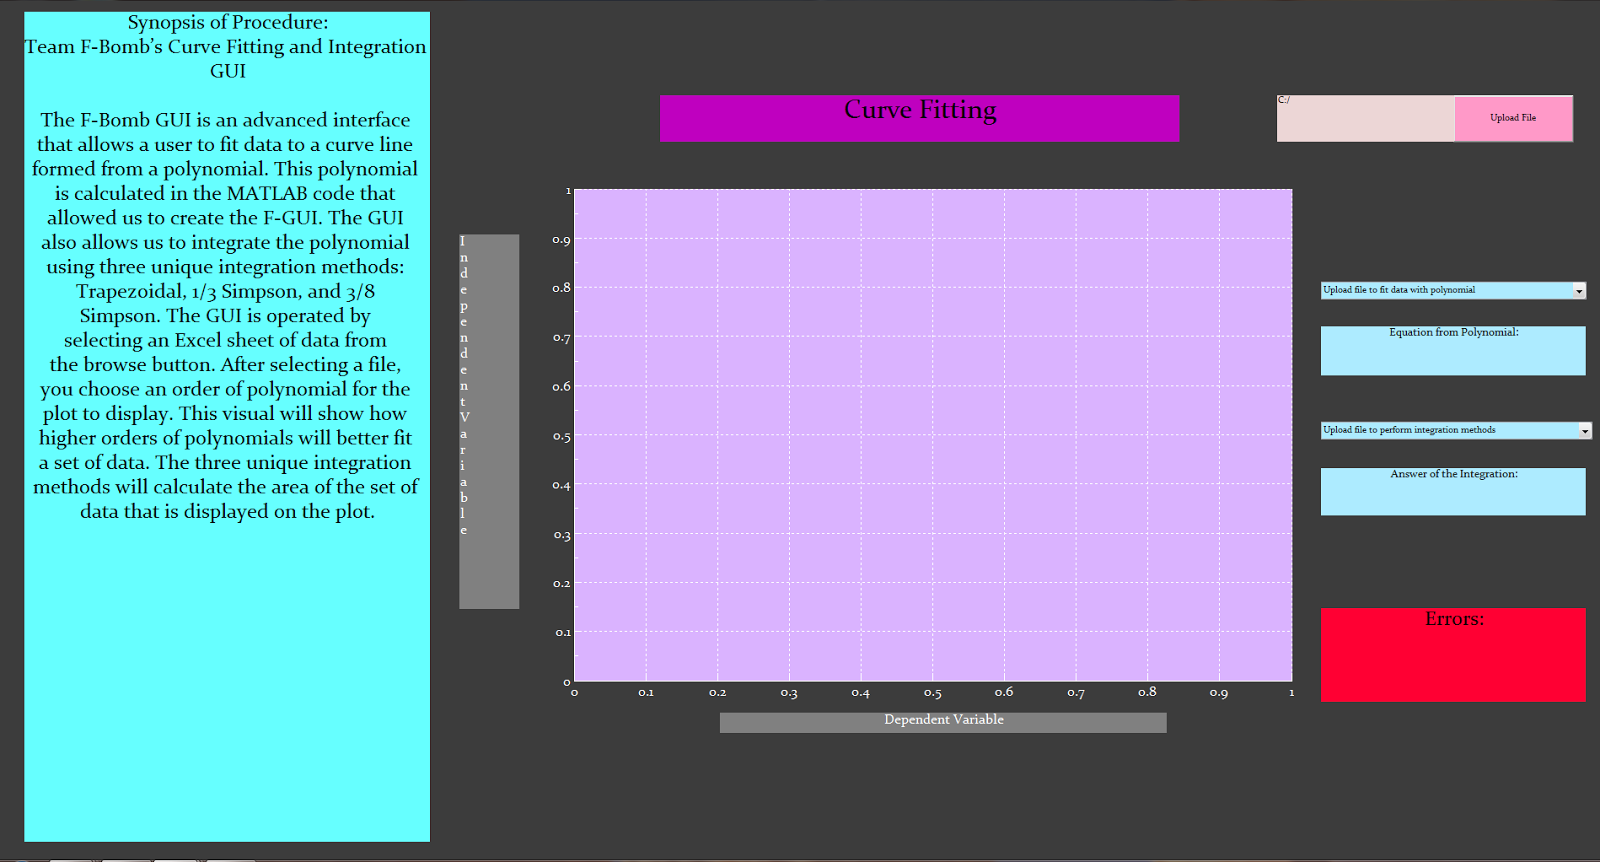 Synopsis of Procedure:
Team F-Bomb’s Curve Fitting and Integration
GUI
The F-Bomb GUI is an advanced interface
that allows a user to fit data to a curve line
formed from a polynomial. This polynomial
is calculated in the MATLAB code that
allowed us to create the F-GUI. The GUI
also allows us to integrate the polynomial
using three unique integration methods:
Trapezoidal, 1/3 Simpson, and 3/8
Simpson. The GUI is operated by
selecting an Excel sheet of data from
the browse button. After selecting a file,
you choose an order of polynomial for the
plot to display. This visual will show how
higher orders of polynomials will better fit
a set of data. The three unique integration
methods will calculate the area of the set of
data that is displayed on the plot.
Curve Fitting
C:/
Upload File
Independent Variable
1
0.9
0.8
0.7
0.6
0.5
0.4
0.3
0.2
0.1
0
0 0.1 0.2 0.3 0.4 0.5 0.6 0.7 0.8 0.9 1
Dependent Variable
Upload file to fit data with polynomial
Equation from Polynomial:
Upload file to perform integration methods
Answer of the Integration:
Errors: